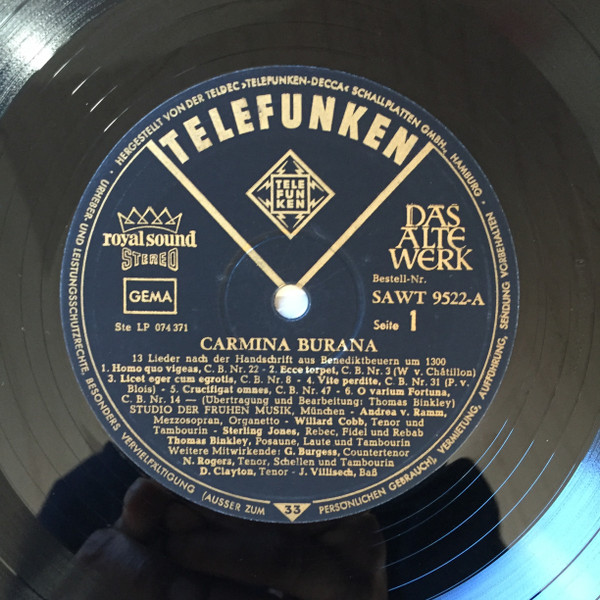 HERGESTELLT VON DER TELDEC ›TELEFUNKEN-DECCA‹ SCHALLPLATTEN GMBH., HAMBURG ·
TELEFUNKEN
TELE
FUN
KEN
royal sound
STEREO
DAS
ALTE
WERK
GEMA
Bestell-Nr.
SAWT 9522-A
Ste LP 074 371
Seite 1
CARMINA BURANA
13 Lieder nach der Handschrift aus Benediktbeuern um 1300
1. Homo quo vigeas, C. B. Nr. 22 - 2. Ecce torpet, C. B. Nr. 3 (W v. Châtillon)
3. Licet eger cum egrotis, C. B. Nr. 8 - 4. Vite perdite, C. B. Nr. 31 (P. v.
Blois) - 5. Crucifigat omnes, C. B. Nr. 47 - 6. O varium Fortuna,
C. B. Nr. 14 — (Übertragung und Bearbeitung: Thomas Binkley)
STUDIO DER FRÜHEN MUSIK, München - Andrea v. Ramm,
Mezzosopran, Organetto - Willard Cobb, Tenor und
Tambourin - Sterling Jones, Rebec, Fidel und Rebab
Thomas Binkley, Posaune, Laute und Tambourin
Weitere Mitwirkende: G. Burgess, Countertenor
N. Rogers, Tenor, Schellen und Tambourin
D. Clayton, Tenor - J. Villisech, Baß
33
URHEBER- UND LEISTUNGSSCHUTZRECHTE, BESONDERS VERVIELFÄLTIGUNG (AUSSER ZUM PERSÖNLICHEN GEBRAUCH), VERMIETUNG, AUFFÜHRUNG, SENDUNG VORBEHALTEN ·